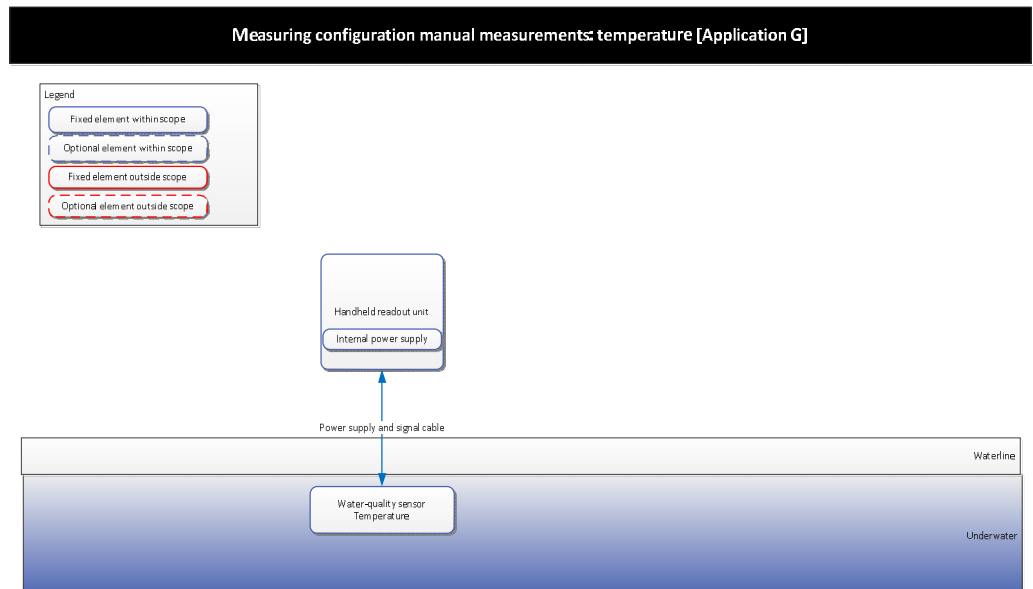 Measuring configuration manual measurements: temperature [Application G]
Legend
Fixed element within scope
Optional element within scope
Fixed element outside scope
Optional element outside scope
Handheld readout unit
Internal power supply
Power supply and signal cable
Waterline
Water-quality sensor
Temperature
Underwater